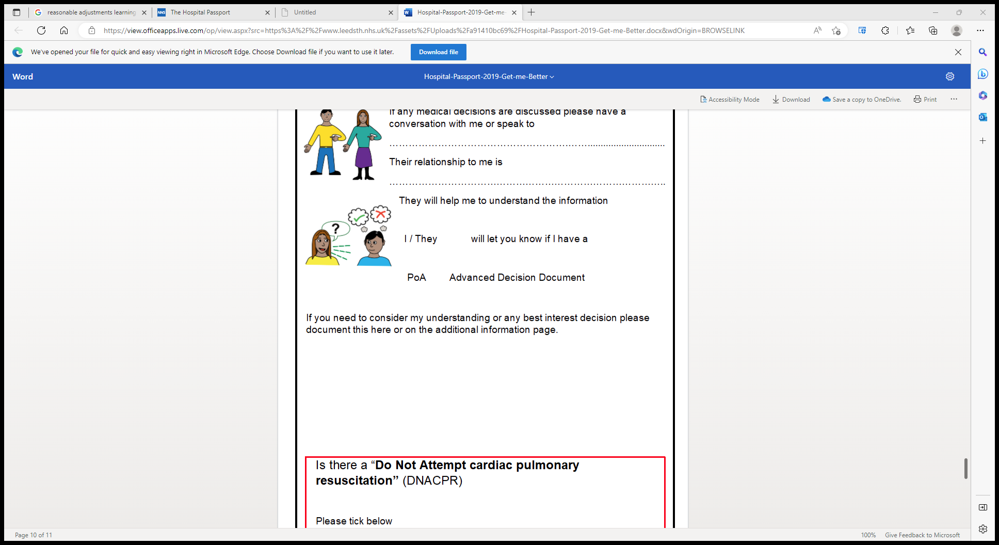 reasonable adjustments learning
The Hospital Passport
Untitled
Hospital-Passport-2019-Get-me-
https://view.officeapps.live.com/op/view.aspx?src=https%3A%2F%2Fwww.leedsth.nhs.uk%2Fassets%2FUploads%2Fa91410bc69%2FHospital-Passport-2019-Get-me-Better.docx&wdOrigin=BROWSELINK
We've opened your file for quick and easy viewing right in Microsoft Edge. Choose Download file if you want to use it later.
Download file
Word
Hospital-Passport-2019-Get-me-Better
Accessibility Mode
Download
Save a copy to OneDrive.
Print
If any medical decisions are discussed please have a
conversation with me or speak to
Their relationship to me is
They will help me to understand the information
?
I / They will let you know if I have a
PoA Advanced Decision Document
If you need to consider my understanding or any best interest decision please
document this here or on the additional information page.
Is there a “Do Not Attempt cardiac pulmonary
resuscitation” (DNACPR)
Please tick below
Page 10 of 11
100%
Give Feedback to Microsoft